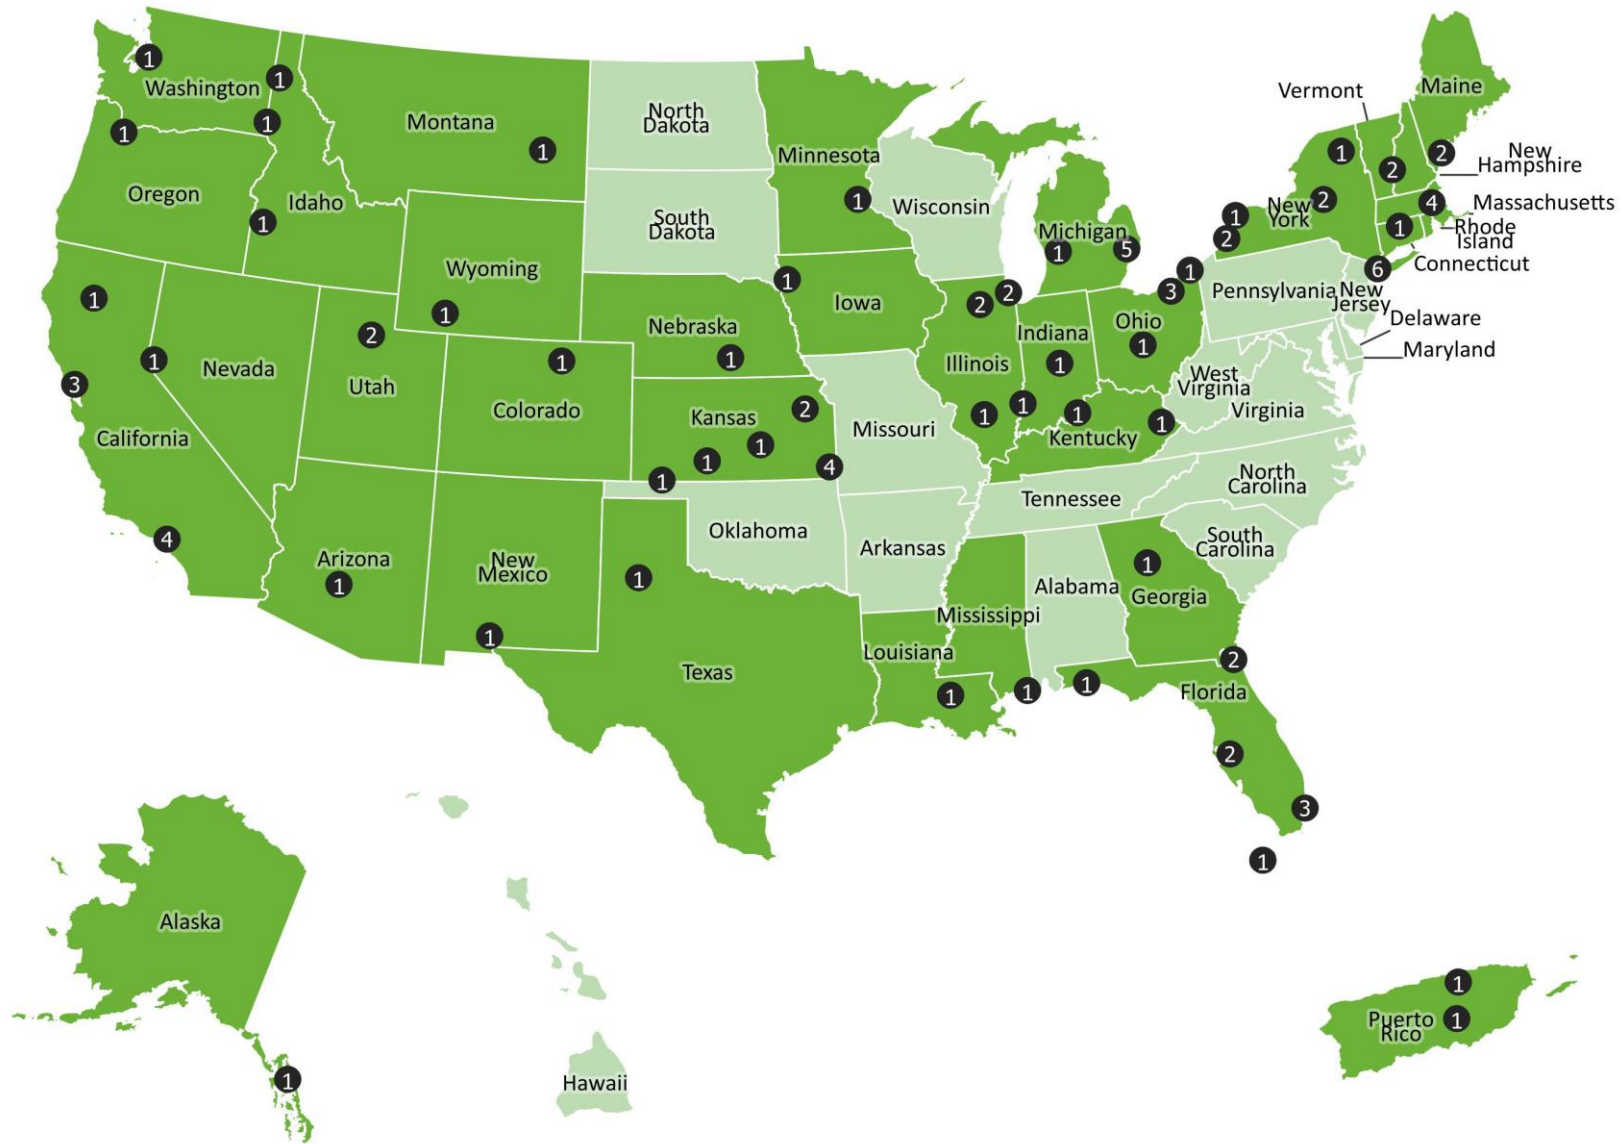 1
Washington
1
1
1
Oregon
Idaho
1
Montana
1
North
Dakota
South
Dakota
Minnesota
1
Wisconsin
Michigan
1
5
Vermont
Maine
1
2
2
New
Hampshire
New
York
2
4
Massachusetts
1
2
1
Rhode
Island
Connecticut
6
1
3
Pennsylvania
New
Jersey
Delaware
Maryland
Wyoming
1
1
Iowa
Nebraska
1
2
2
Illinois
1
Indiana
1
1
Ohio
1
West
Virginia
Virginia
1
1
3
California
4
Nevada
2
Utah
1
Colorado
Kansas
2
1
1
1
4
Missouri
1
Kentucky
1
Tennessee
North
Carolina
South
Carolina
Arizona
1
New
Mexico
1
Oklahoma
1
Texas
Arkansas
Louisiana
1
Mississippi
1
Alabama
1
Georgia
2
1
Florida
2
3
1
Alaska
1
Hawaii
1
Puerto
Rico
1